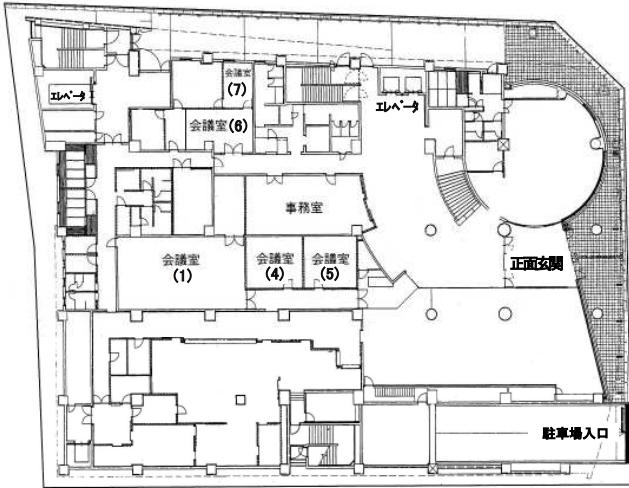 会議室
(7)
エレベータ
エレベータ
会議室(6)
事務室
会議室
(1)
会議室
(4)
会議室
(5)
正面玄関
駐車場入口